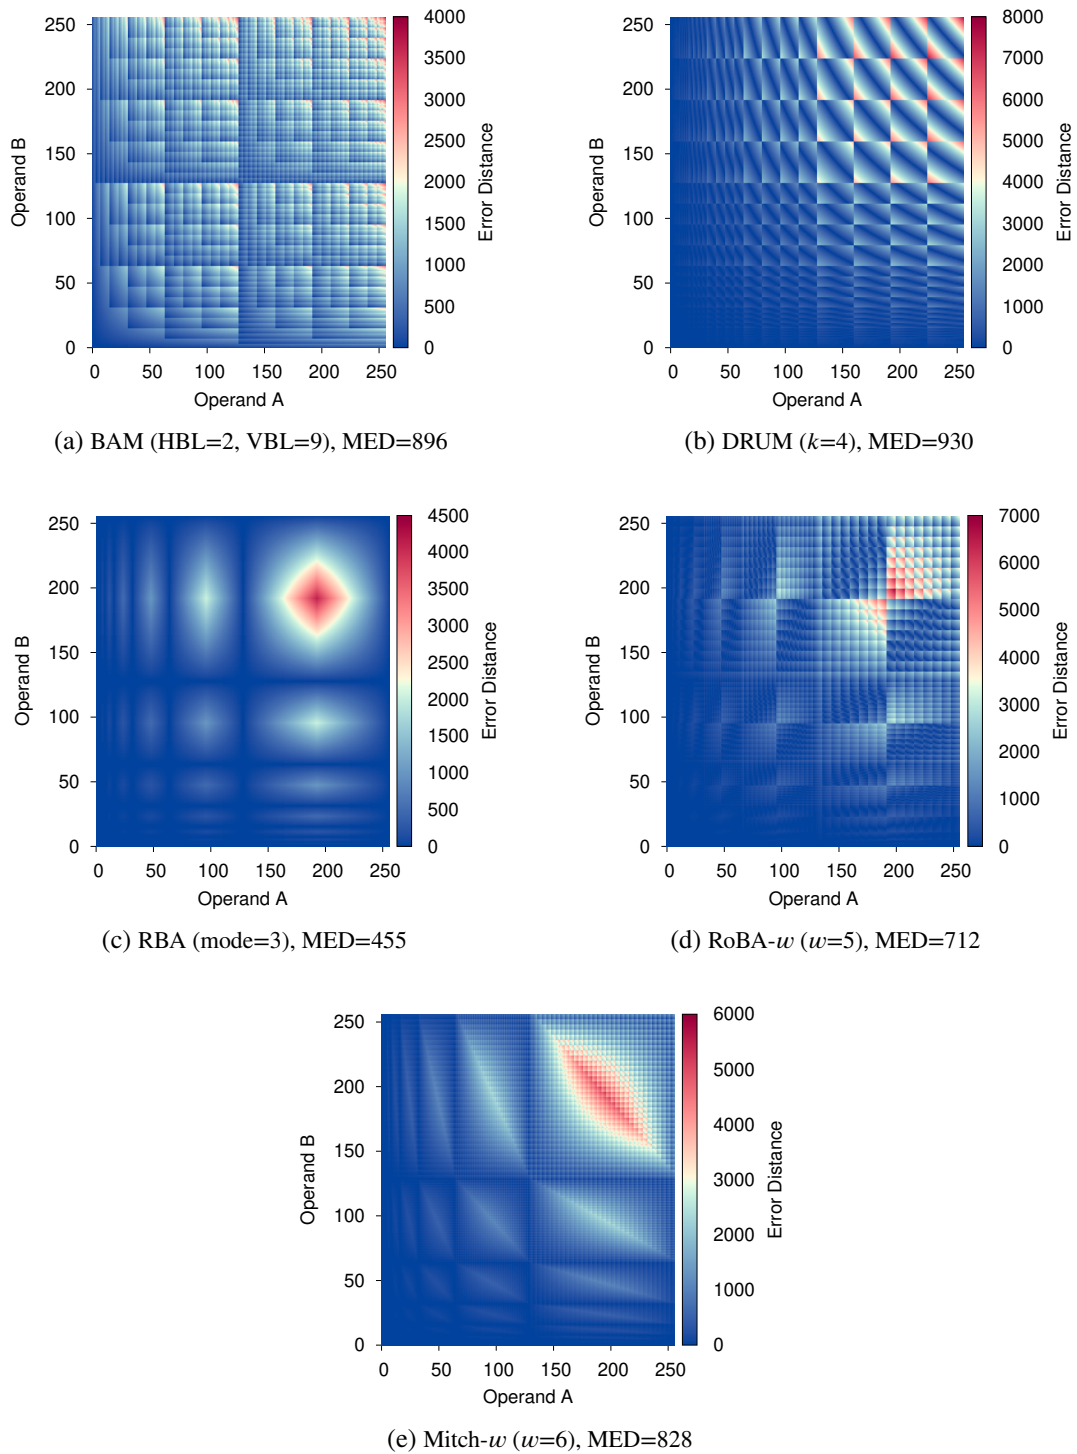 250
200
150
100
50
0
Operand B
0 50 100 150 200 250
Operand A
4000
3500
3000
2500
2000
1500
1000
500
0
Error Distance
(a) BAM (HBL=2, VBL=9), MED=896
250
200
150
100
50
0
Operand B
0 50 100 150 200 250
Operand A
8000
7000
6000
5000
4000
3000
2000
1000
0
Error Distance
(b) DRUM (k=4), MED=930
250
200
150
100
50
0
Operand B
0 50 100 150 200 250
Operand A
4500
4000
3500
3000
2500
2000
1500
1000
500
0
Error Distance
(c) RBA (mode=3), MED=455
250
200
150
100
50
0
Operand B
0 50 100 150 200 250
Operand A
7000
6000
5000
4000
3000
2000
1000
0
Error Distance
(d) RoBA-w (w=5), MED=712
250
200
150
100
50
0
Operand B
0 50 100 150 200 250
Operand A
6000
5000
4000
3000
2000
1000
0
Error Distance
(e) Mitch-w (w=6), MED=828